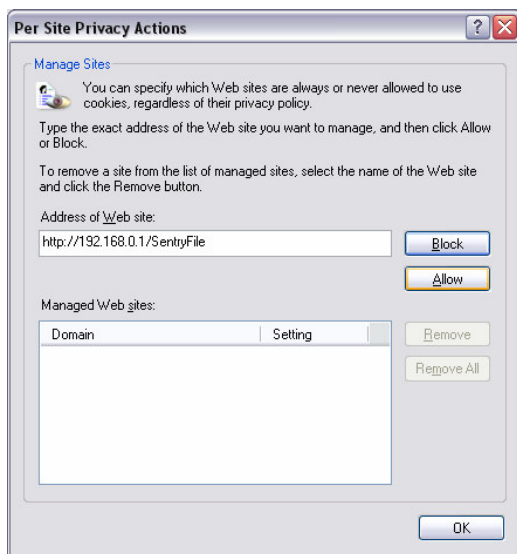 Per Site Privacy Actions
Manage Sites
You can specify which Web sites are always or never allowed to use
cookies, regardless of their privacy policy.
Type the exact address of the Web site you want to manage, and then click Allow
or Block.
To remove a site from the list of managed sites, select the name of the Web site
and click the Remove button.
Address of Web site:
http://192.168.0.1/SentryFile
Block
Allow
Managed Web sites:
Domain Setting
Remove
Remove All
OK